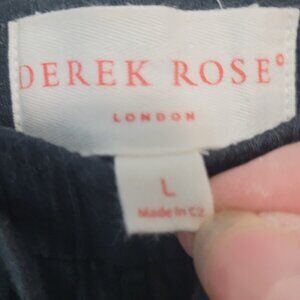 DEREK ROSE°
LONDON
L
Made in CZ